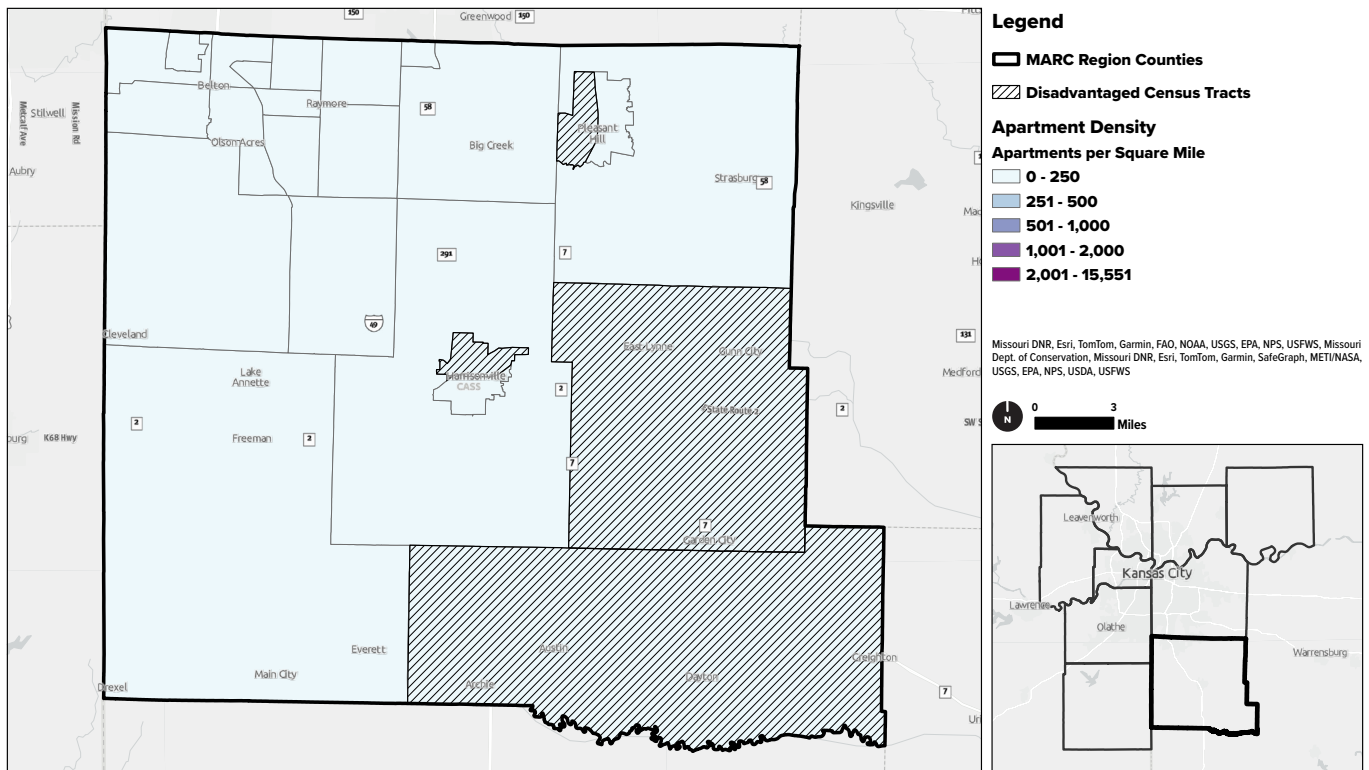 150
Greenwood 150
Legend
MARC Region Counties
Disadvantaged Census Tracts
Apartment Density
Apartments per Square Mile
0 - 250
251 - 500
501 - 1,000
1,001 - 2,000
2,001 - 15,551
Belton
Raymore
58
Stilwell
Metcalf Ave
Mission Rd
Olson Acres
Big Creek
Pleasant
Hill
Aubry
Strasburg 58
Kingsville
291
7
49
Cleveland
East Lynne
Gunn City
131
Lake
Annette
Harrisonville
CASS
Medford
2
State Route 2
2
2
K68 Hwy
Freeman
2
7
7
Garden City
Everett
Austin
Creighton
Main City
Archie
Dayton
Drexel
7
Missouri DNR, Esri, TomTom, Garmin, FAO, NOAA, USGS, EPA, NPS, USFWS, Missouri
Dept. of Conservation, Missouri DNR, Esri, TomTom, Garmin, SafeGraph, METI/NASA,
USGS, EPA, NPS, USDA, USFWS
N
0 3
Miles
Leavenworth
Kansas City
Lawrence
Olathe
Warrensburg